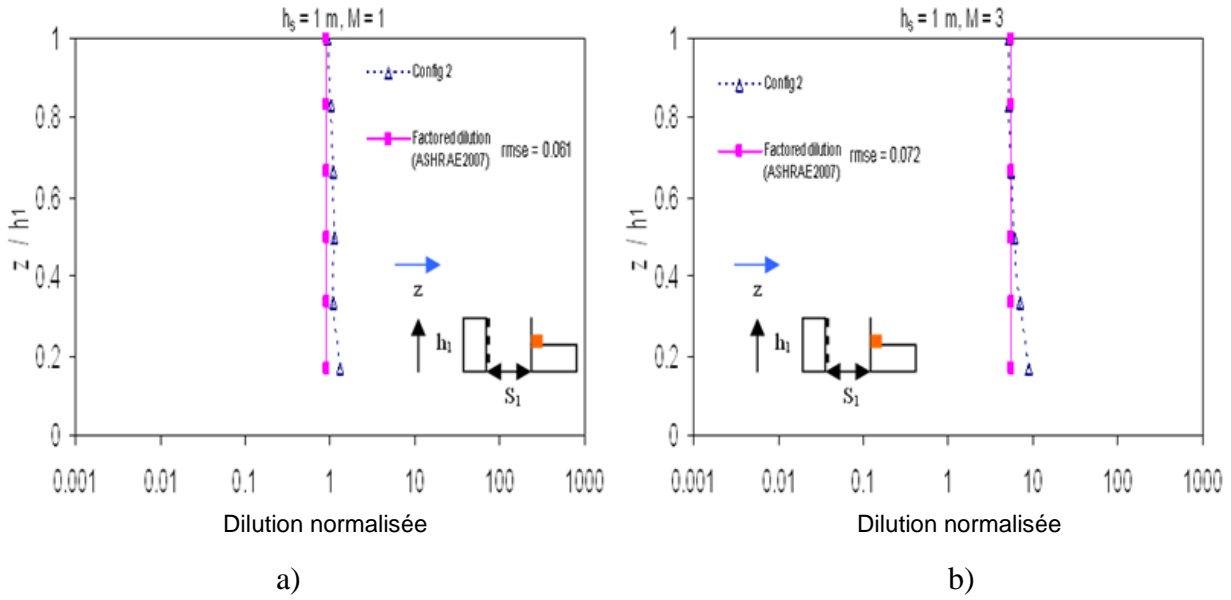 hₛ = 1 m, M = 1
1
0.8
0.6
0.4
0.2
0
z / h1
Config 2
Factored dilution
(ASHRAE2007)
rmse = 0.061
z
h₁
S₁
0.001 0.01 0.1 1 10 100 1000
Dilution normalisée
a)
hₛ = 1 m, M = 3
1
0.8
0.6
0.4
0.2
0
z / h1
Config 2
Factored dilution
(ASHRAE2007)
rmse = 0.072
z
h₁
S₁
0.001 0.01 0.1 1 10 100 1000
Dilution normalisée
b)